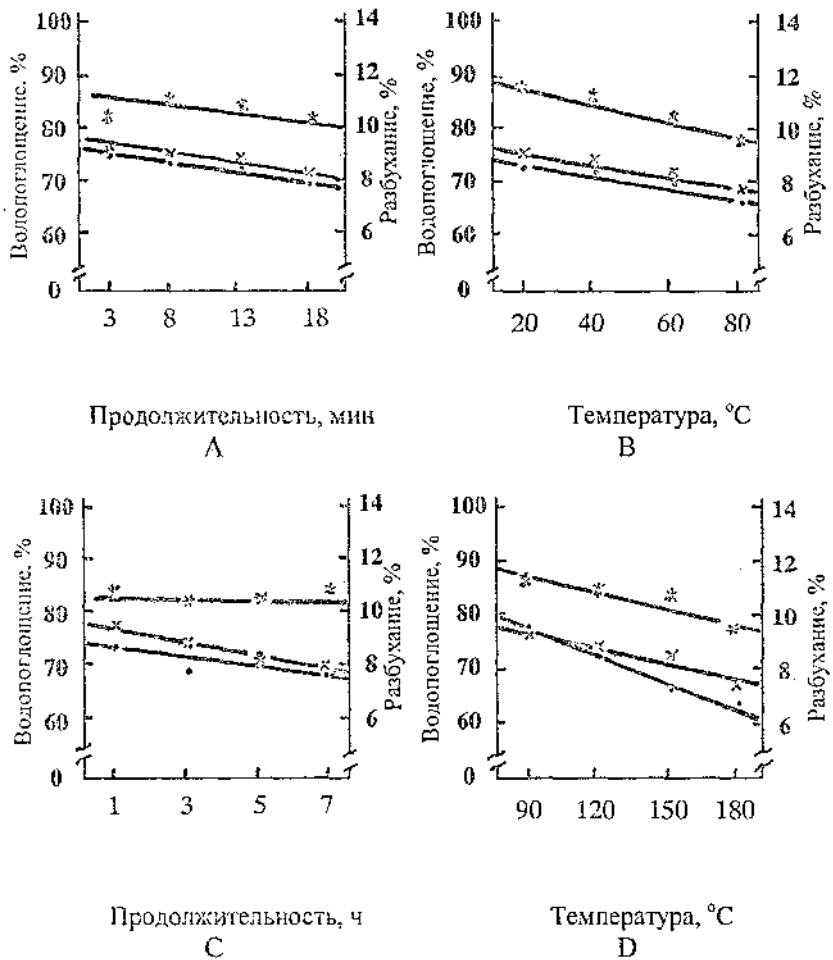 Водопоглощение. %
100
90
80
70
60
0
14
12
10
8
6
Разбухание, %
3 8 13 18
Продолжительность, мин
A
Водопоглощение, %
100
90
80
70
60
0
14
12
10
8
6
Разбухание, %
20 40 60 80
Температура, °C
B
Водопоглощение. %
100
90
80
70
60
0
14
12
10
8
6
Разбухание, %
1 3 5 7
Продолжительность, ч
C
Водопоглощение, %
100
90
80
70
60
0
14
12
10
8
6
Разбухание, %
90 120 150 180
Температура, °C
D